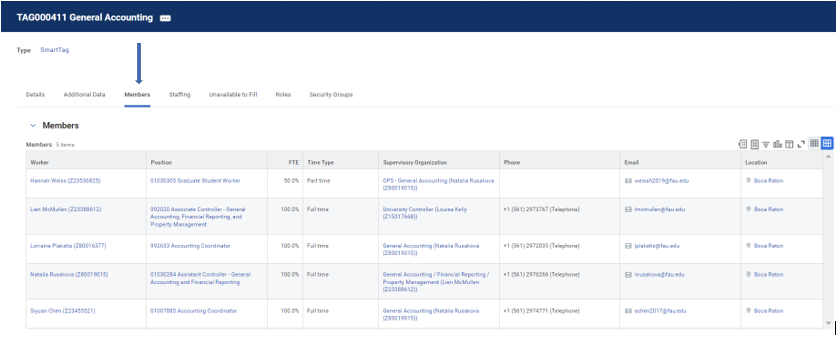 TAG000411 General Accounting
Type SmartTag
Details Additional Data Members Staffing Unavailable to Fill Roles Security Groups
Members
Members 5 items
Worker Position FTE Time Type Supervisory Organization Phone Email Location
Hannah Weiss (Z23536825) 01030305 Graduate Student Worker 50.0% Part time OPS - General Accounting (Natalia Rusakova weissh2019@fau.edu Boca Raton
(Z80019015))
Lien McMullen (Z23388612) 992020 Associate Controller - General 100.0% Full time University Controller (Louisa Kelly +1 (561) 2973767 (Telephone) lmcmullen@fau.edu Boca Raton
Accounting, Financial Reporting, and (Z15317668))
Property Management
Lorraine Plaketta (Z80016377) 992633 Accounting Coordinator 100.0% Full time General Accounting (Natalia Rusakova +1 (561) 2972035 (Telephone) Boca Raton
(Z80019015))
Natalia Rusakova (Z80019015) 01030284 Assistant Controller - General 100.0% Full time General Accounting / Financial Reporting / +1 (561) 2976266 (Telephone) nrusakova@fau.edu Boca Raton
Accounting and Financial Reporting Property Management (Lien McMullen
(Z23388612))
Siyuan Chen (Z23455521) 01007885 Accounting Coordinator 100.0% Full time General Accounting (Natalia Rusakova +1 (561) 2974771 (Telephone) schen2017@fau.edu Boca Raton
(Z80019015))